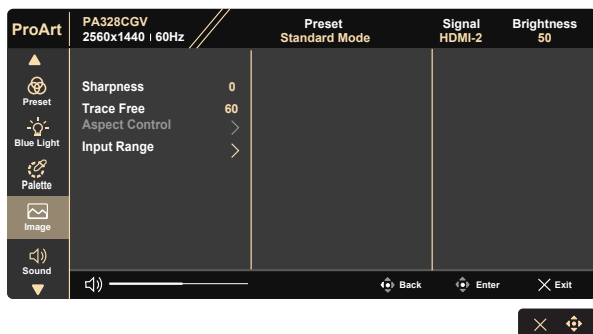 ProArt
PA328CGV
2560x1440 | 60Hz
Preset
Standard Mode
Signal
HDMI-2
Brightness
50
Preset
Blue Light
Palette
Image
Sound
Sharpness 0
Trace Free 60
Aspect Control
Input Range
Back
Enter
Exit